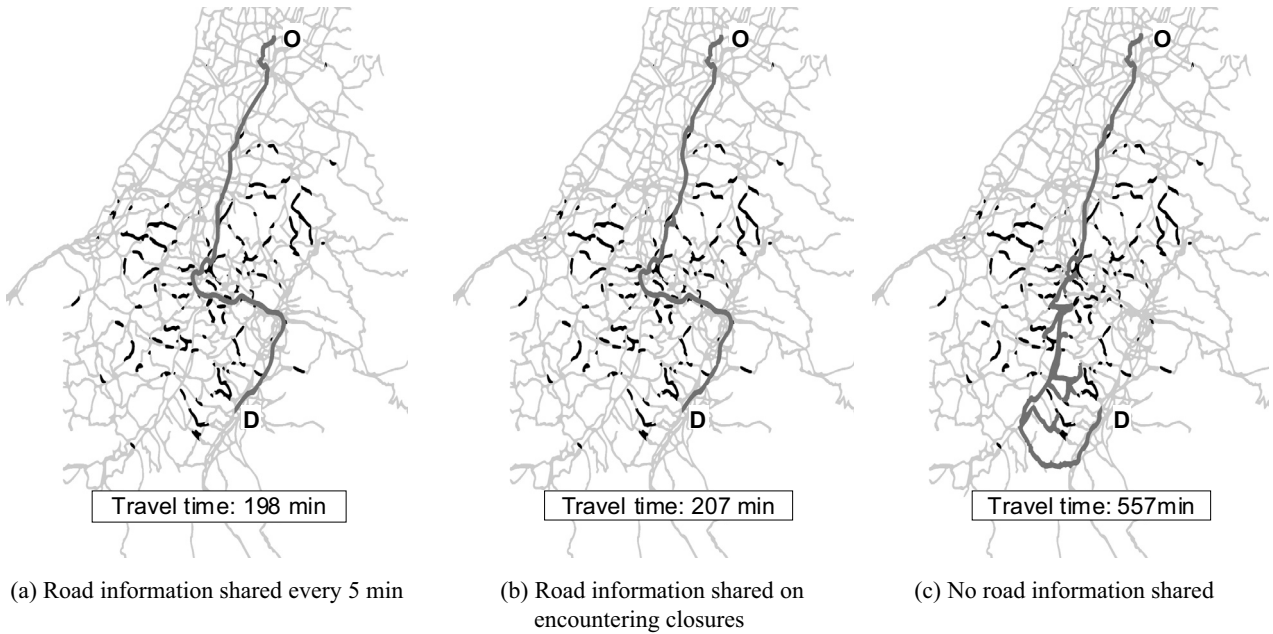 O
O
O
D
D
D
Travel time: 198 min
Travel time: 207 min
Travel time: 557min
(a) Road information shared every 5 min
(b) Road information shared on
encountering closures
(c) No road information shared